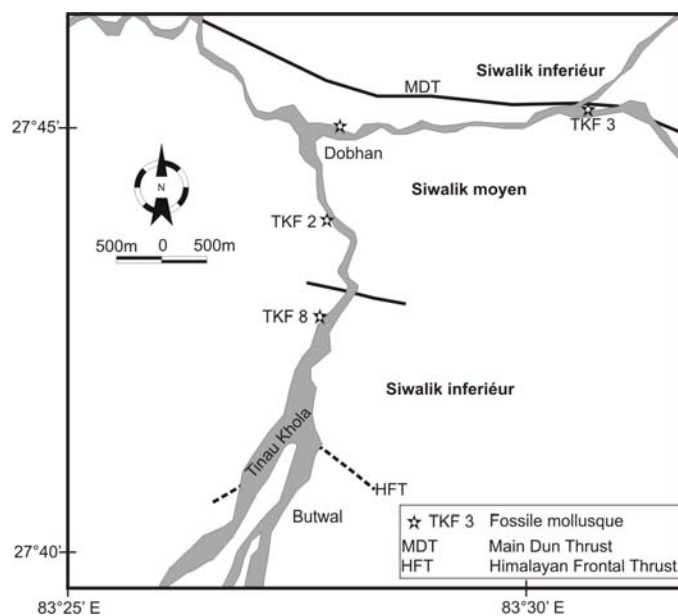 Siwalik inferiéur
MDT
27°45'
TKF 3
Dobhan
Siwalik moyen
N
TKF 2
500m 0 500m
TKF 8
Siwalik inferiéur
Tinau Khola
HFT
Butwal
TKF 3 Fossile mollusque
MDT Main Dun Thrust
HFT Himalayan Frontal Thrust
27°40'
83°25' E
83°30' E